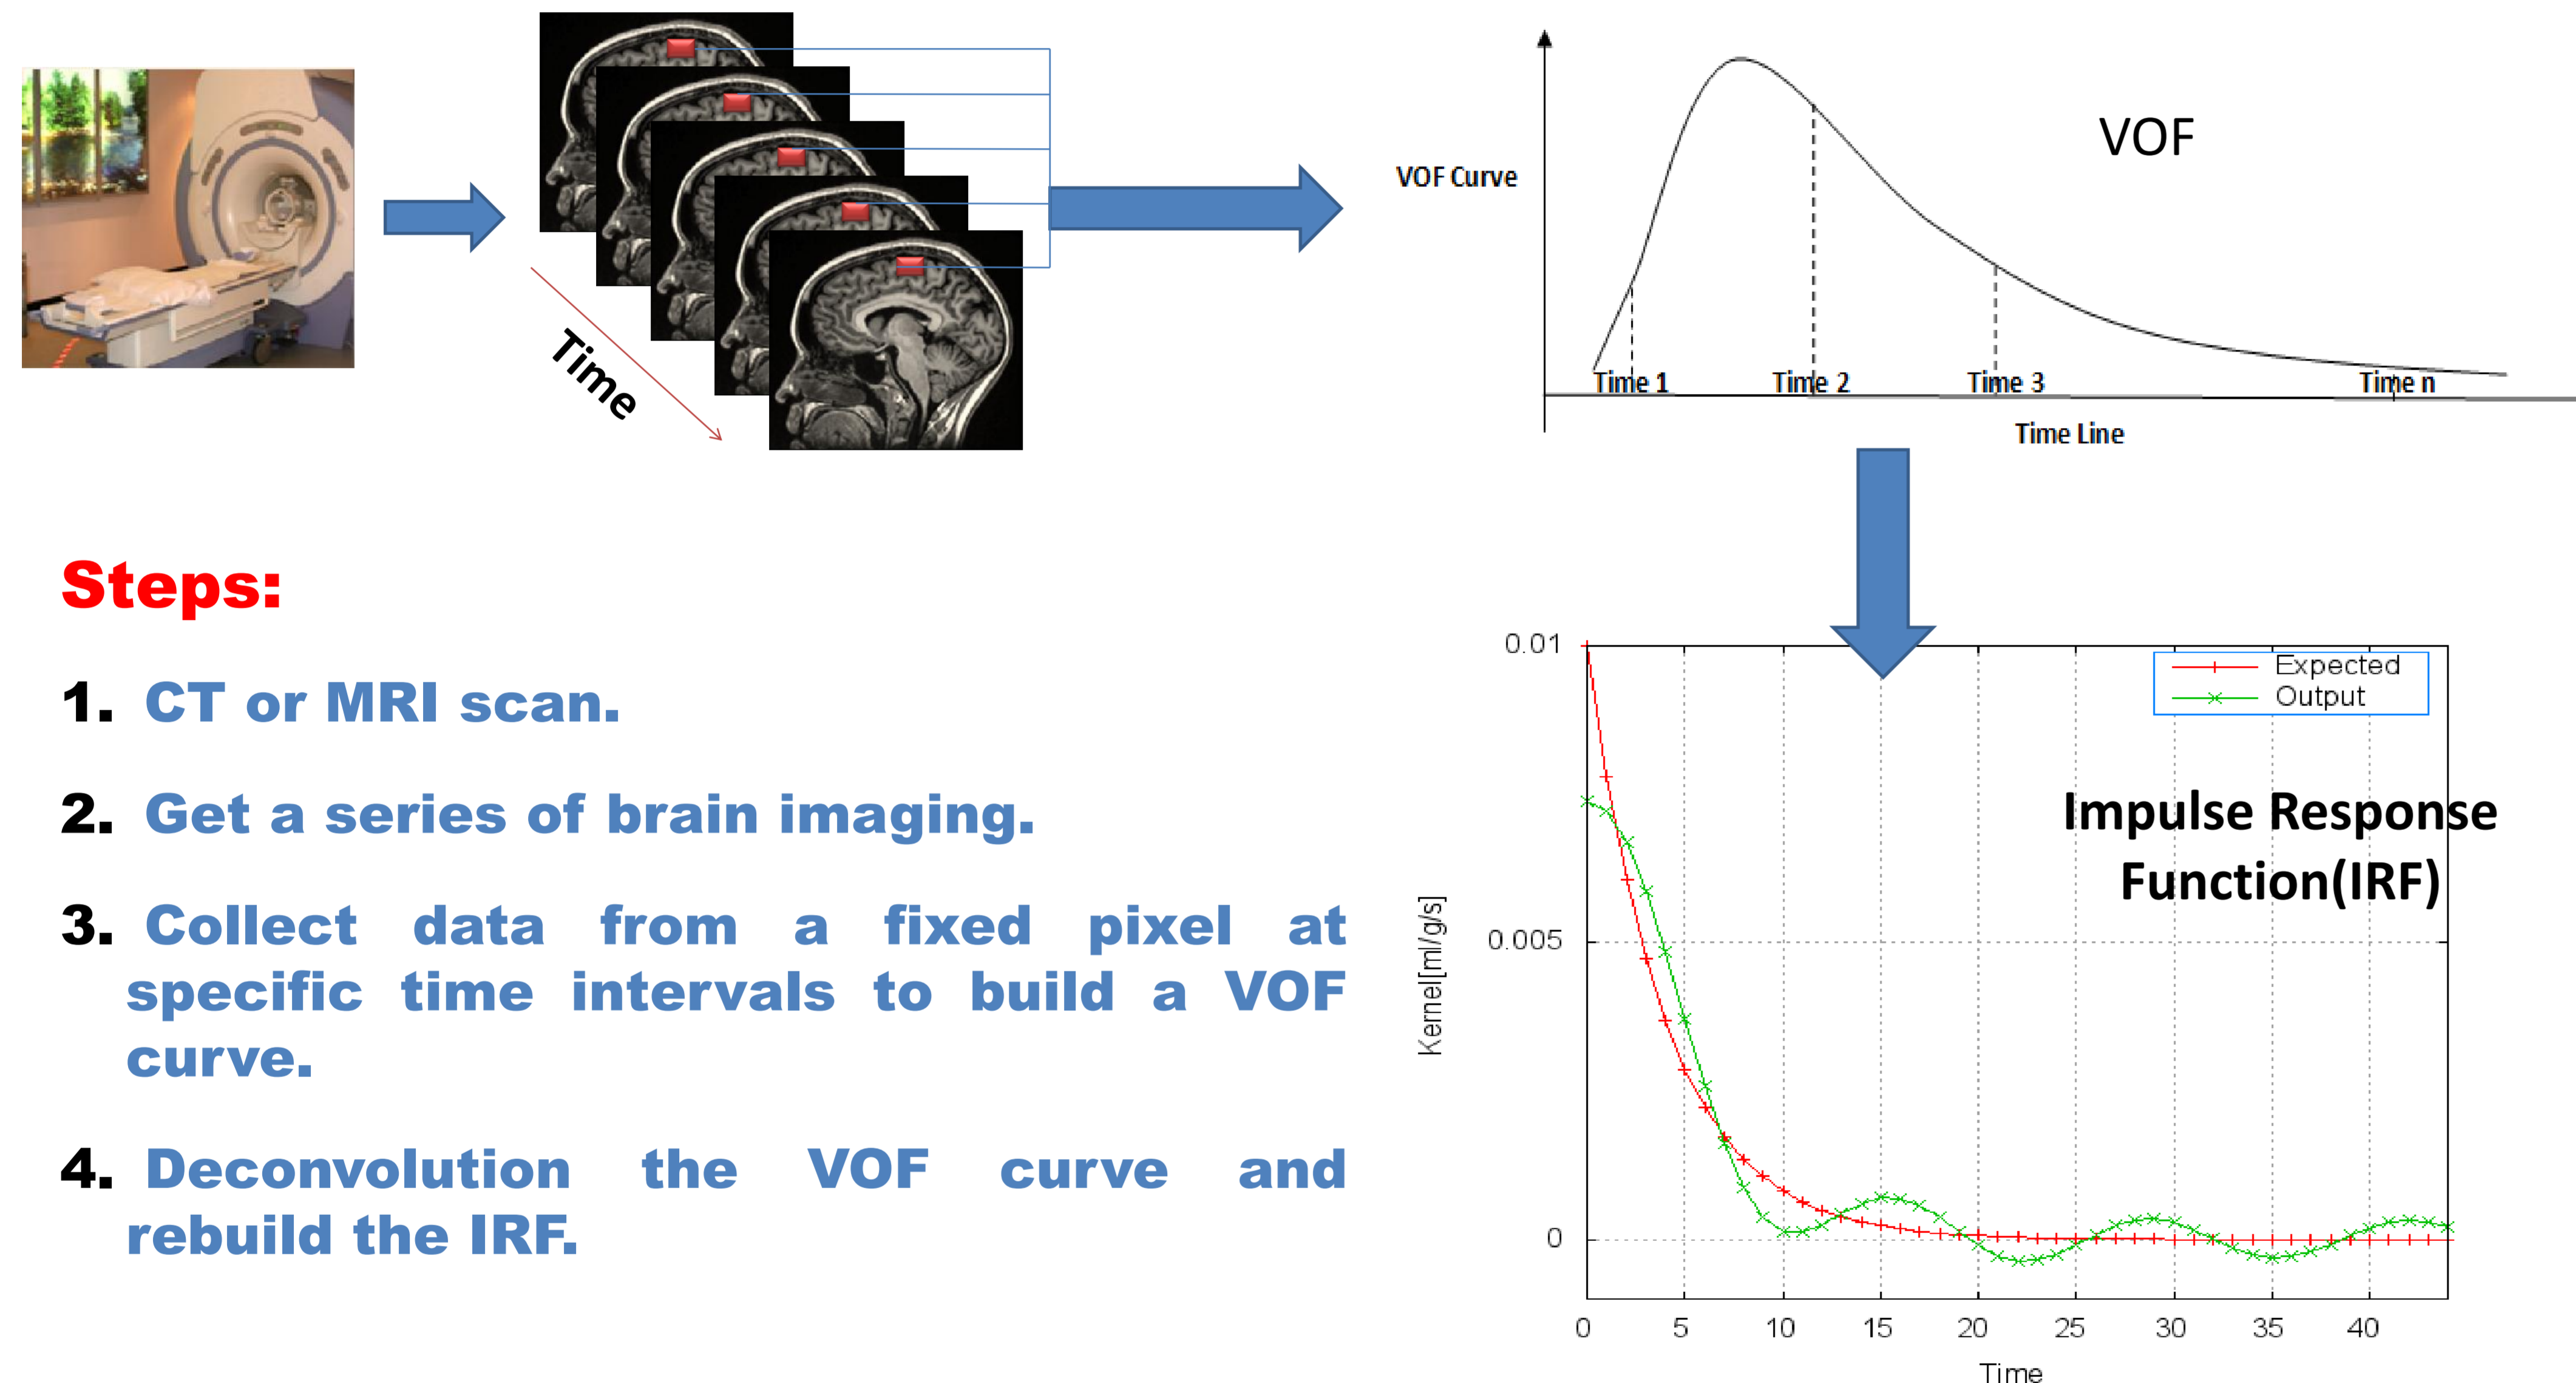 Time
VOF Curve
VOF
Time 1
Time 2
Time 3
Time n
Time Line
Steps:
1. CT or MRI scan.
2. Get a series of brain imaging.
3. Collect data from a fixed pixel at
specific time intervals to build a VOF
curve.
4. Deconvolution the VOF curve and
rebuild the IRF.
0.01
0.005
0
Kernel[ml/g/s]
Expected
Output
Impulse Response
Function(IRF)
0 5 10 15 20 25 30 35 40
Time